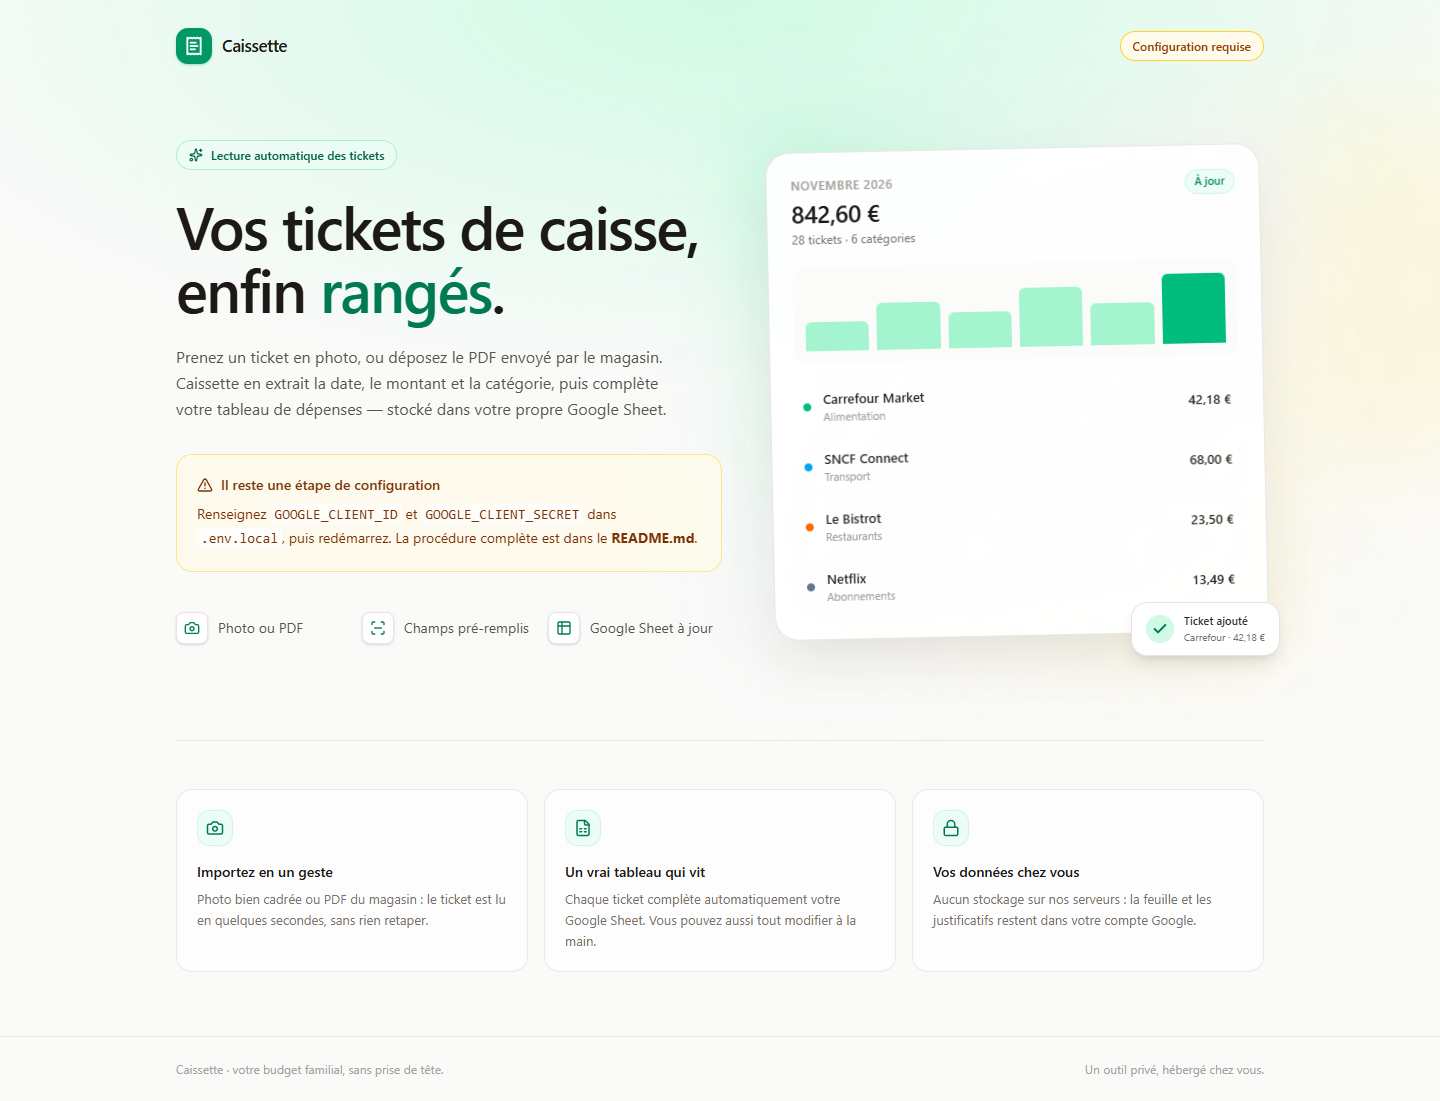 Caissette
Configuration requise
Lecture automatique des tickets
Vos tickets de caisse,
enfin rangés.
Prenez un ticket en photo, ou déposez le PDF envoyé par le magasin.
Caissette en extrait la date, le montant et la catégorie, puis complète
votre tableau de dépenses — stocké dans votre propre Google Sheet.
Il reste une étape de configuration
Renseignez GOOGLE_CLIENT_ID et GOOGLE_CLIENT_SECRET dans
.env.local, puis redémarrez. La procédure complète est dans le README.md.
Photo ou PDF
Champs pré-remplis
Google Sheet à jour
NOVEMBRE 2026
À jour
842,60 €
28 tickets · 6 catégories
Carrefour Market
42,18 €
Alimentation
SNCF Connect
68,00 €
Transport
Le Bistrot
23,50 €
Restaurants
Netflix
13,49 €
Abonnements
Ticket ajouté
Carrefour · 42,18 €
Importez en un geste
Photo bien cadrée ou PDF du magasin : le ticket est lu
en quelques secondes, sans rien retaper.
Un vrai tableau qui vit
Chaque ticket complète automatiquement votre
Google Sheet. Vous pouvez aussi tout modifier à la
main.
Vos données chez vous
Aucun stockage sur nos serveurs : la feuille et les
justificatifs restent dans votre compte Google.
Caissette · votre budget familial, sans prise de tête.
Un outil privé, hébergé chez vous.